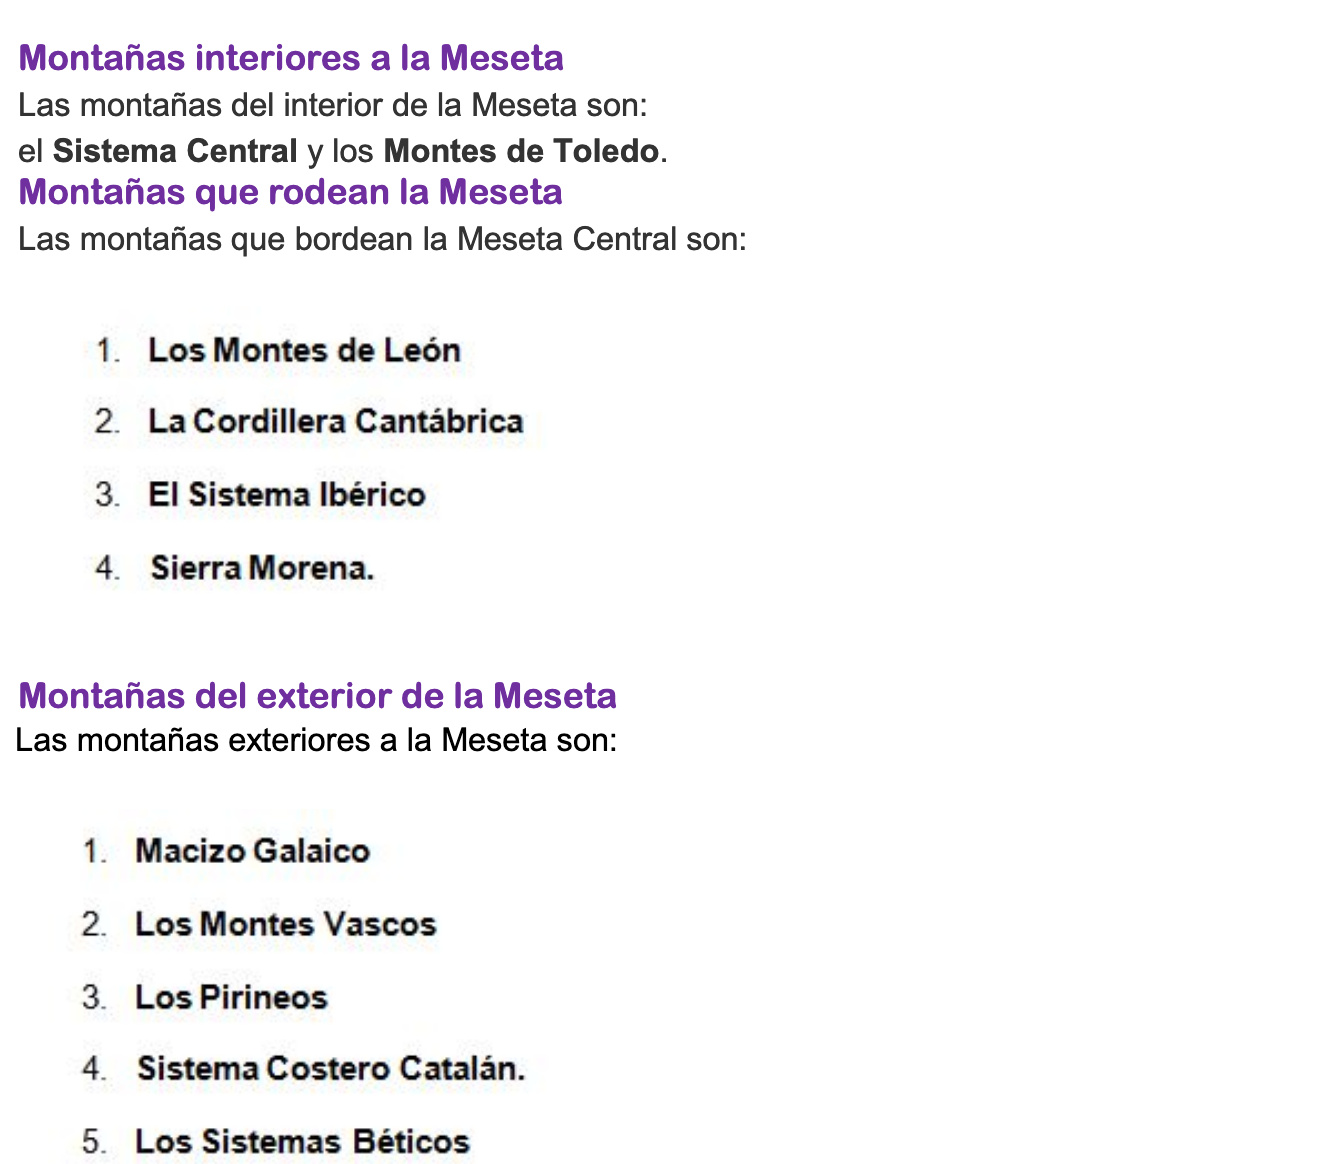 Montañas interiores a la Meseta
Las montañas del interior de la Meseta son:
el Sistema Central y los Montes de Toledo.
Montañas que rodean la Meseta
Las montañas que bordean la Meseta Central son:
1. Los Montes de León
2. La Cordillera Cantábrica
3. El Sistema Ibérico
4. Sierra Morena.
Montañas del exterior de la Meseta
Las montañas exteriores a la Meseta son:
1. Macizo Galaico
2. Los Montes Vascos
3. Los Pirineos
4. Sistema Costero Catalán.
5. Los Sistemas Béticos